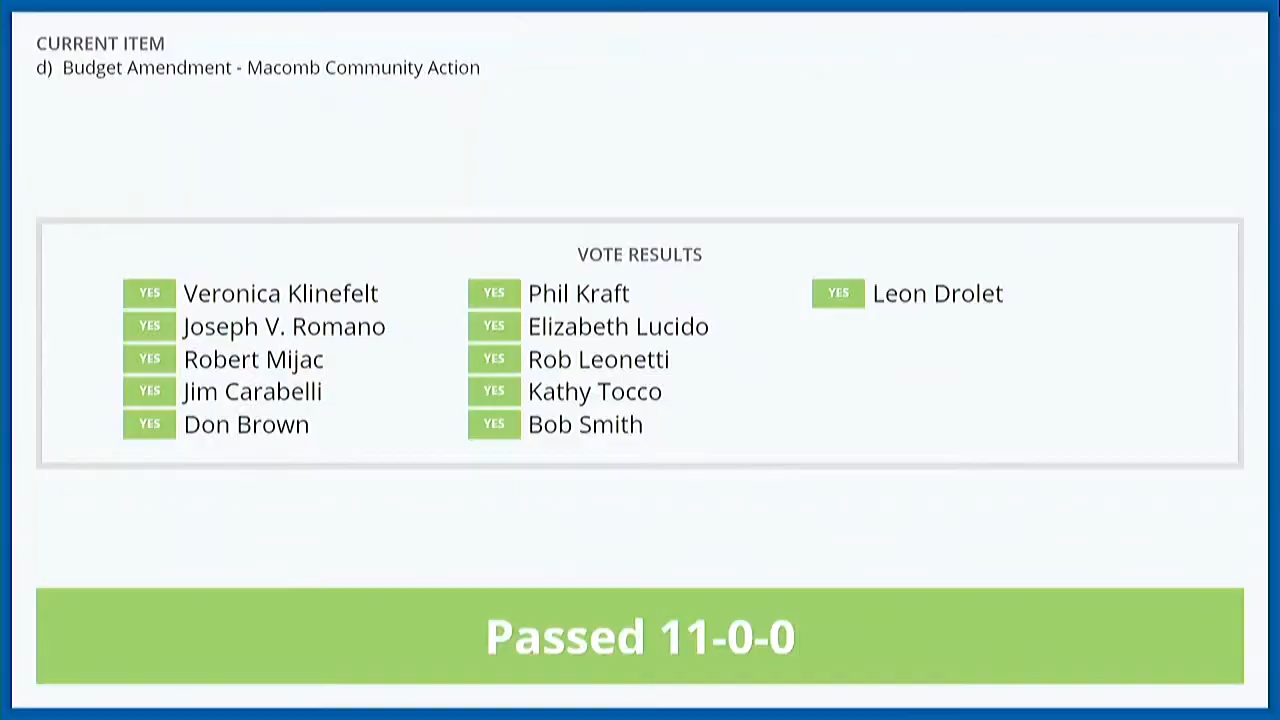 CURRENT ITEM
d) Budget Amendment - Macomb Community Action
VOTE RESULTS
YES Veronica Klinefelt
YES Joseph V. Romano
YES Robert Mijac
YES Jim Carabelli
YES Don Brown
YES Phil Kraft
YES Elizabeth Lucido
YES Rob Leonetti
YES Kathy Tocco
YES Bob Smith
YES Leon Drolet
Passed 11-0-0